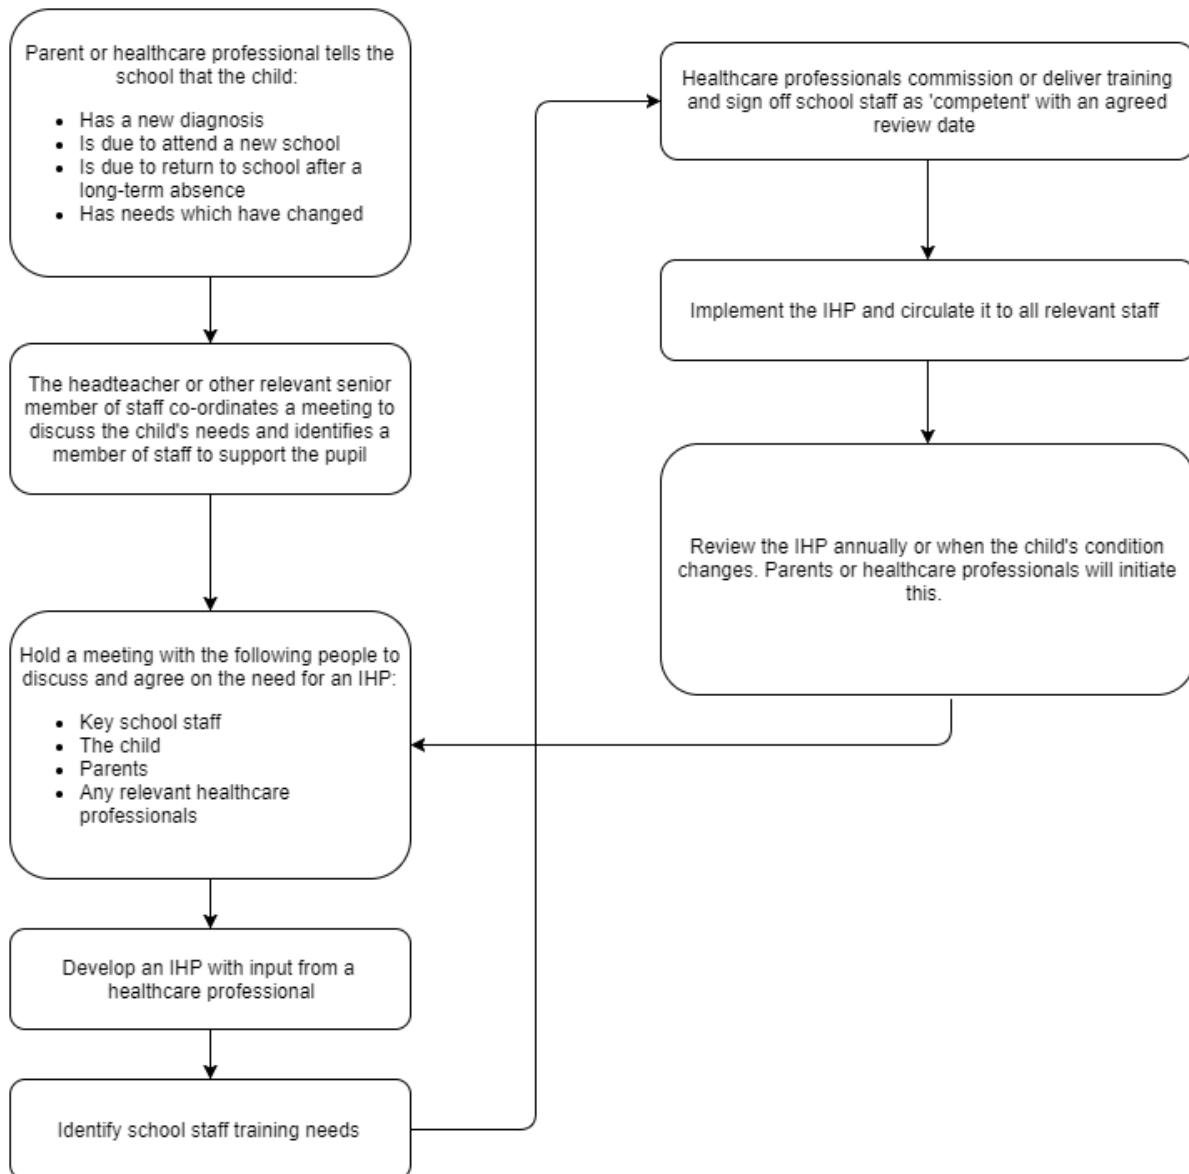 Parent or healthcare professional tells the
school that the child:
• Has a new diagnosis
• Is due to attend a new school
• Is due to return to school after a
long-term absence
• Has needs which have changed
The headteacher or other relevant senior
member of staff co-ordinates a meeting to
discuss the child's needs and identifies a
member of staff to support the pupil
Hold a meeting with the following people to
discuss and agree on the need for an IHP:
• Key school staff
• The child
• Parents
• Any relevant healthcare
professionals
Develop an IHP with input from a
healthcare professional
Identify school staff training needs
Healthcare professionals commission or deliver training
and sign off school staff as 'competent' with an agreed
review date
Implement the IHP and circulate it to all relevant staff
Review the IHP annually or when the child's condition
changes. Parents or healthcare professionals will initiate
this.